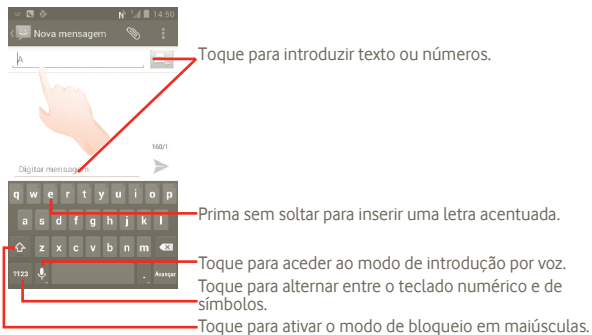 14:50
Nova mensagem
A
Toque para introduzir texto ou números.
160/1
Digitar mensagem
q w e r t y u i o p
Prima sem soltar para inserir uma letra acentuada.
a s d f g h j k l
z x c v b n m
Toque para aceder ao modo de introdução por voz.
?123 . Avançar
Toque para alternar entre o teclado numérico e de
símbolos.
Toque para ativar o modo de bloqueio em maiúsculas.